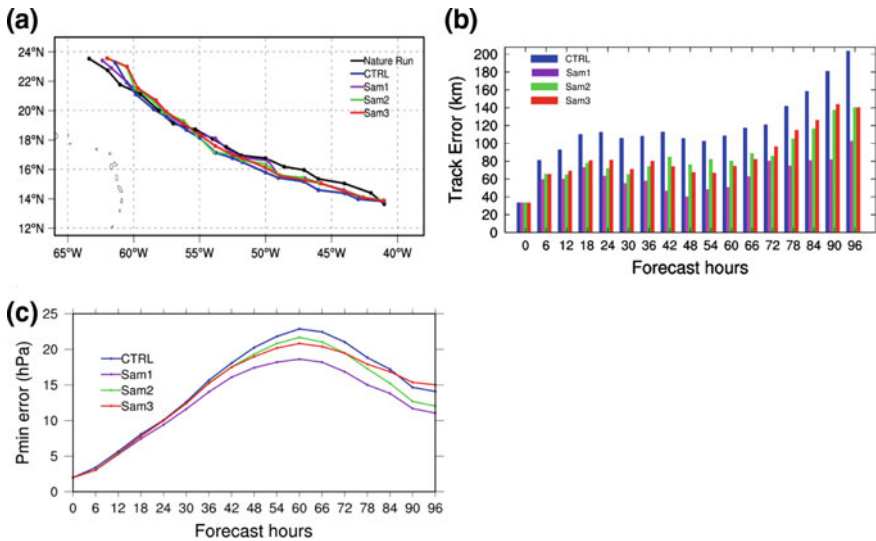 (a)
24°N
22°N
20°N
18°N
16°N
14°N
12°N
65°W 60°W 55°W 50°W 45°W 40°W
Nature Run
CTRL
Sam1
Sam2
Sam3
(b)
Track Error (km)
200
180
160
140
120
100
80
60
40
20
0
CTRL
Sam1
Sam2
Sam3
0 6 12 18 24 30 36 42 48 54 60 66 72 78 84 90 96
Forecast hours
(c)
Pmin error (hPa)
25
20
15
10
5
0
CTRL
Sam1
Sam2
Sam3
0 6 12 18 24 30 36 42 48 54 60 66 72 78 84 90 96
Forecast hours